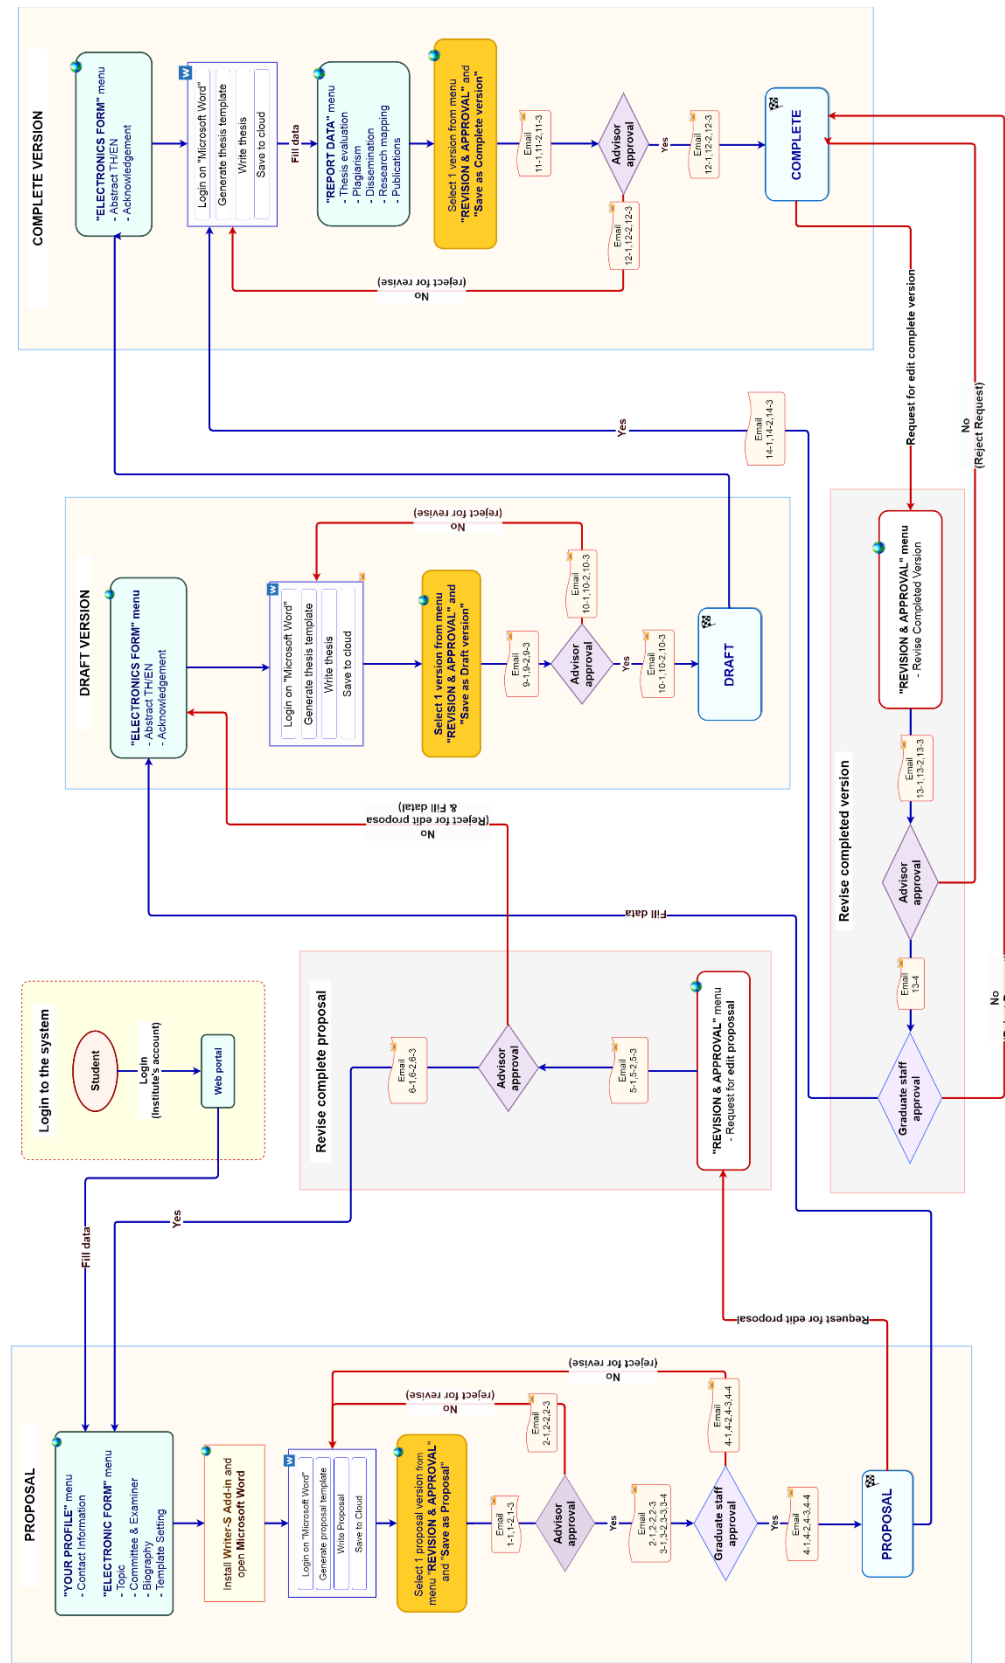 PROPOSAL
"YOUR PROFILE" menu
- Contact Information
"ELECTRONIC FORM" menu
- Topic
- Committee & Examiner
- Biography
- Template Setting
Install Writer-S Add-in and
open Microsoft Word
Login on "Microsoft Word"
Generate proposal template
Write Proposal
Save to Cloud
Select 1 proposal version from
menu "REVISION & APPROVAL"
and "Save as Proposal"
Email
1-1,1-2,1-3
Advisor
approval
Email
2-1,2-2,2-3
No
(reject for revise)
Yes
Email
2-1,2-2,2-3
3-1,3-2,3-3,3-4
Graduate staff
approval
Email
4-1,4-2,4-3,4-4
No
(reject for revise)
Yes
Email
4-1,4-2,4-3,4-4
PROPOSAL
Request for edit proposal
Fill data
Yes
Login to the system
Student
Login
(Institute's account)
Web portal
Revise complete proposal
"REVISION & APPROVAL" menu
- Request for edit propossal
Email
5-1,5-2,5-3
Advisor
approval
Email
6-1,6-2,6-3
No
(Reject for edit proposa
& Fill datal)
Fill data
DRAFT VERSION
"ELECTRONICS FORM" menu
- Abstract TH/EN
- Acknowledgement
Login on "Microsoft Word"
Generate thesis template
Write thesis
Save to cloud
Select 1 version from menu
"REVISION & APPROVAL" and
"Save as Draft version"
Email
9-1,9-2,9-3
Advisor
approval
Email
10-1,10-2,10-3
No
(reject for revise)
Yes
Email
10-1,10-2,10-3
DRAFT
COMPLETE VERSION
"ELECTRONICS FORM" menu
- Abstract TH/EN
- Acknowledgement
Login on "Microsoft Word"
Generate thesis template
Write thesis
Save to cloud
Fill data
"REPORT DATA" menu
- Thesis evaluation
- Plagiarism
- Dissemination
- Research mapping
- Publications
Select 1 version from menu
"REVISION & APPROVAL" and
"Save as Complete version"
Email
11-1,11-2,11-3
Advisor
approval
Email
12-1,12-2,12-3
No
(reject for revise)
Yes
Email
12-1,12-2,12-3
COMPLETE
Request for edit complete version
No
(Reject Request)
Yes
Email
14-1,14-2,14-3
Revise completed version
"REVISION & APPROVAL" menu
- Revise Completed Version
Email
13-1,13-2,13-3
Advisor
approval
Email
13-4
Graduate staff
approval
No